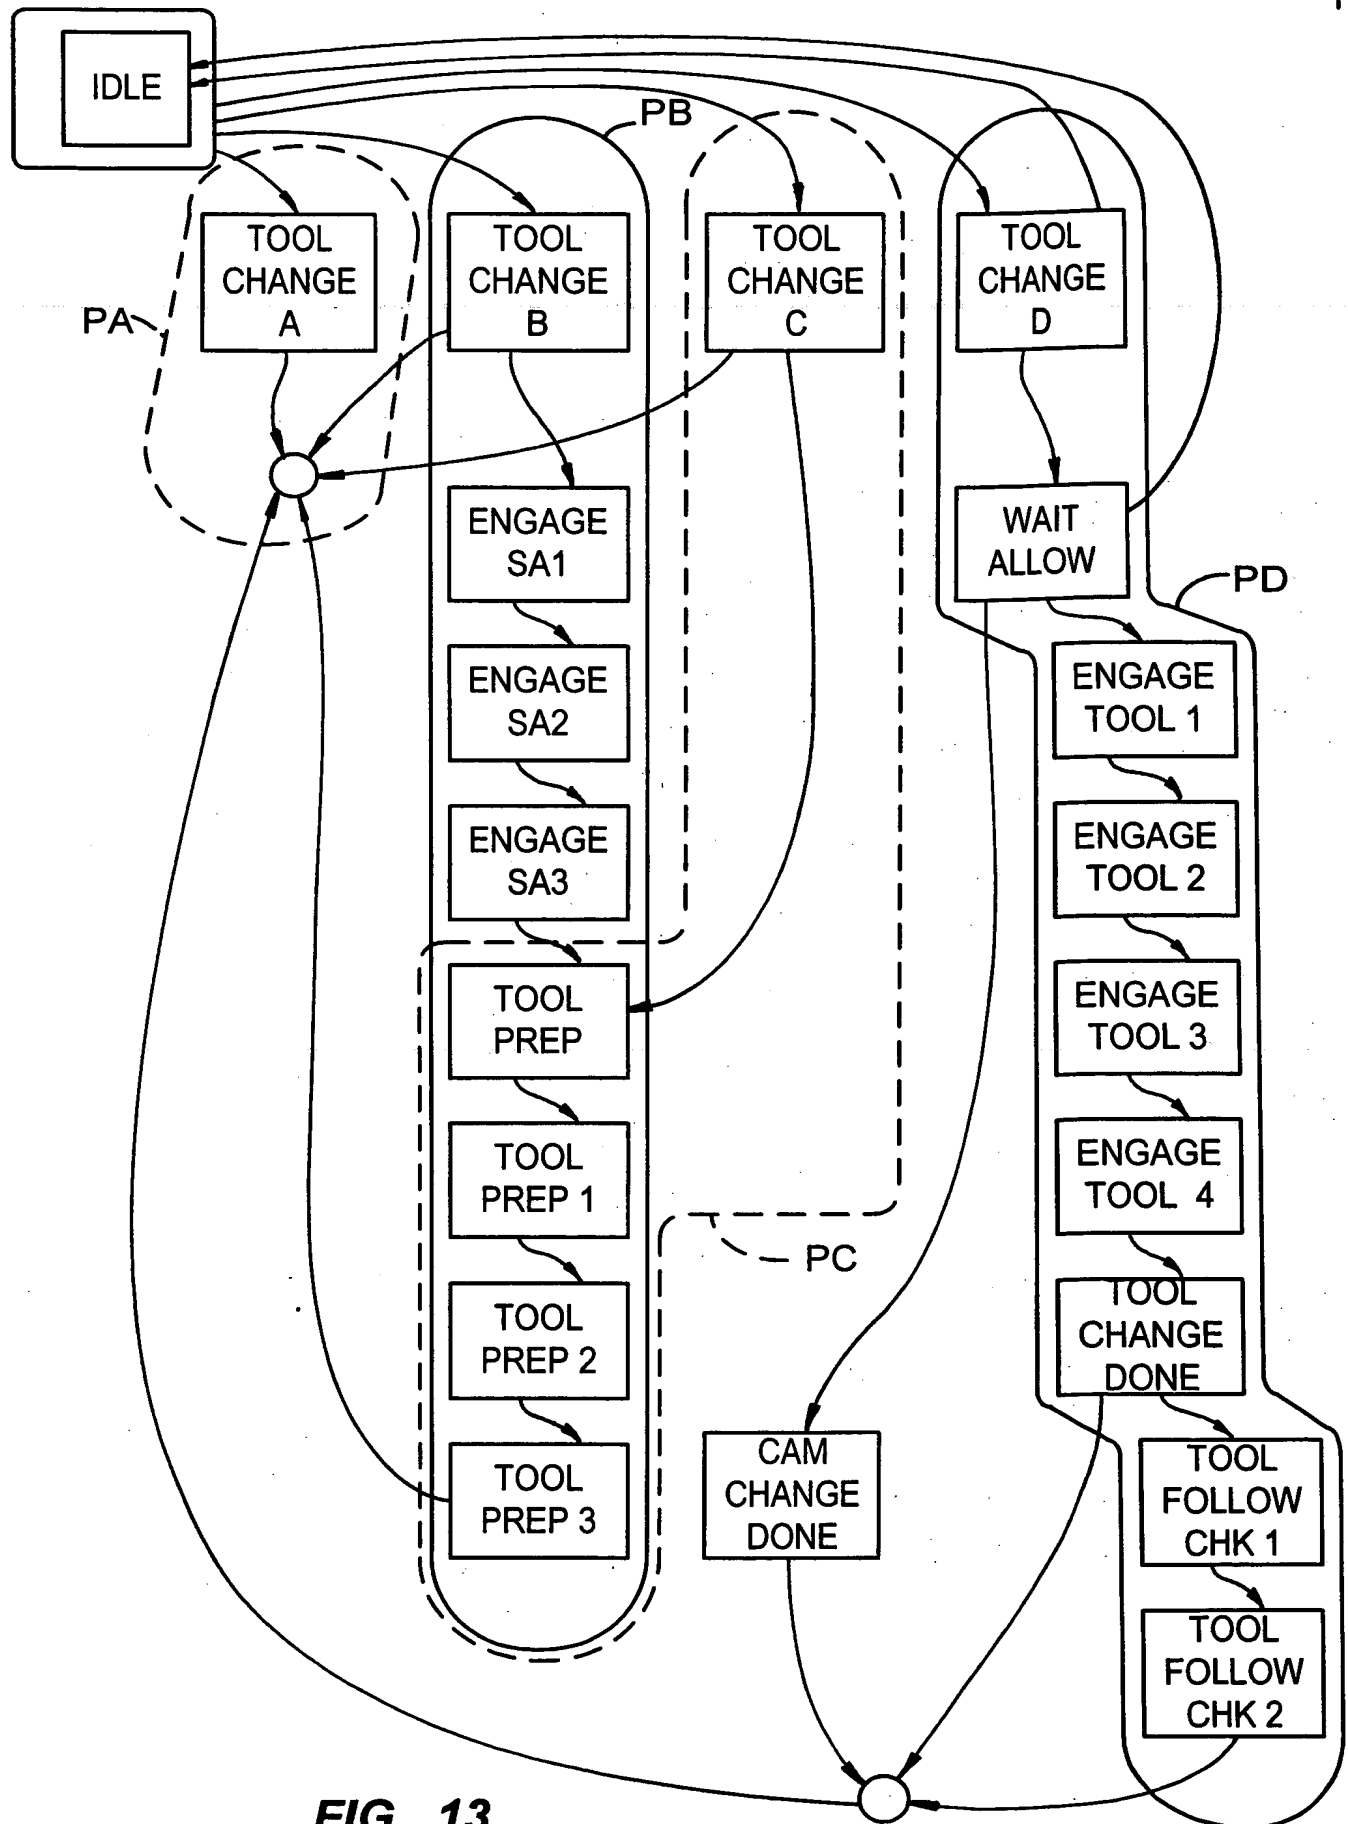 IDLE
PB
TOOL
CHANGE
A
TOOL
CHANGE
B
TOOL
CHANGE
C
TOOL
CHANGE
D
PA
ENGAGE
SA1
WAIT
ALLOW
PD
ENGAGE
SA2
ENGAGE
TOOL 1
ENGAGE
SA3
ENGAGE
TOOL 2
TOOL
PREP
ENGAGE
TOOL 3
TOOL
PREP 1
ENGAGE
TOOL 4
PC
TOOL
PREP 2
TOOL
CHANGE
DONE
TOOL
PREP 3
CAM
CHANGE
DONE
TOOL
FOLLOW
CHK 1
TOOL
FOLLOW
CHK 2
FIG. 13